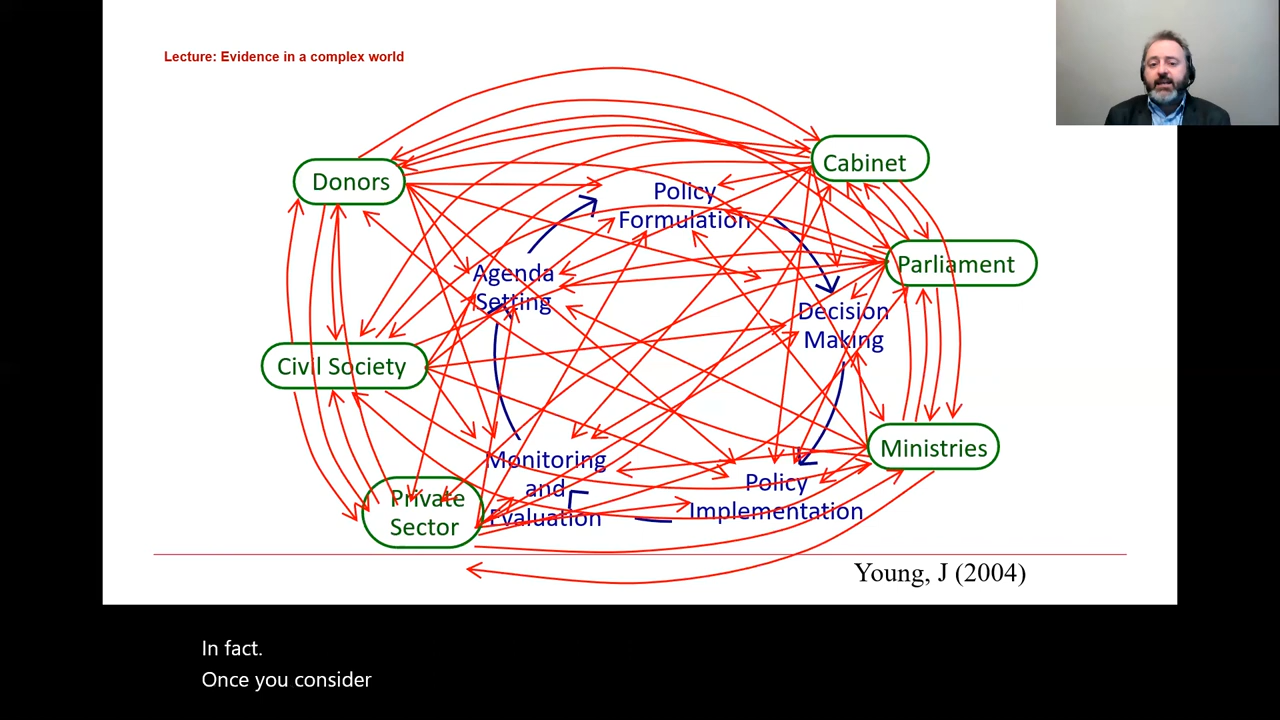 Lecture: Evidence in a complex world
Donors
Cabinet
Policy
Formulation
Parliament
Agenda
Setting
Decision
Making
Civil Society
Ministries
Monitoring
and
Evaluation
Policy
Implementation
Private
Sector
Young, J (2004)
In fact.
Once you consider